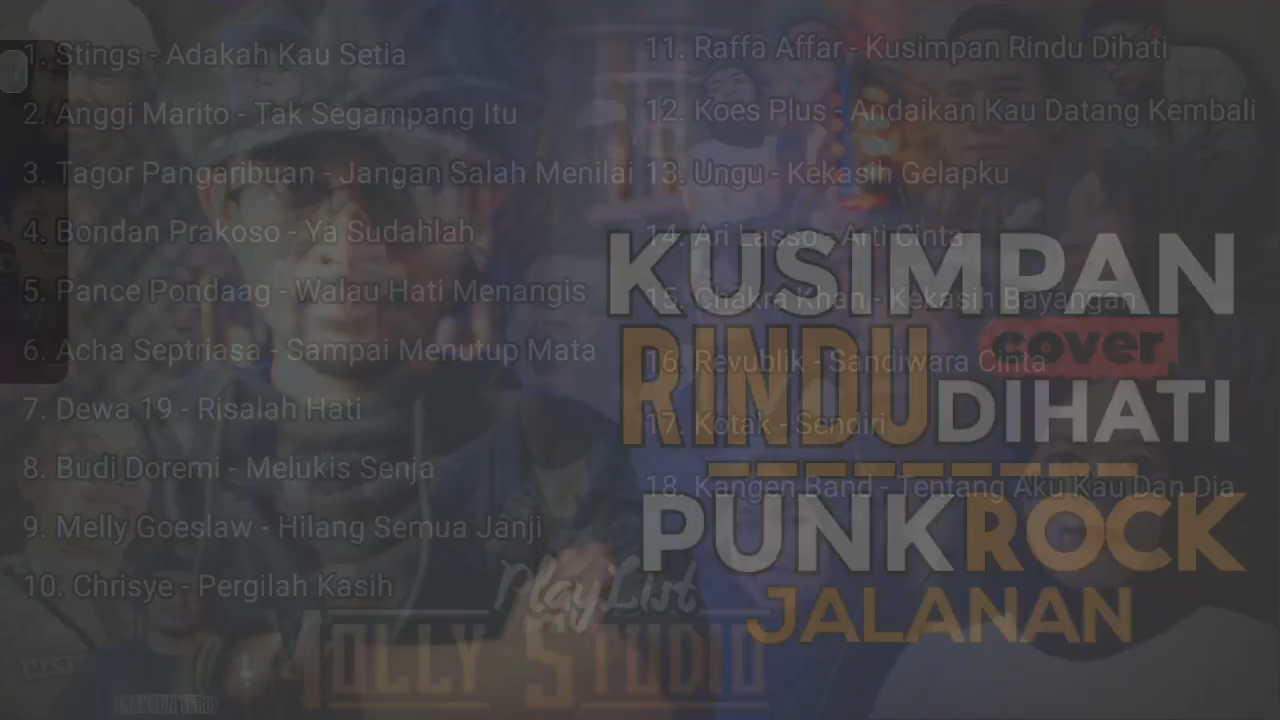 1. Stings - Adakah Kau Setia
2. Anggi Marito - Tak Segampang Itu
3. Tagor Pangaribuan - Jangan Salah Menilai
4. Bondan Prakoso - Ya Sudahlah
5. Pance Pondaag - Walau Hati Menangis
6. Acha Septriasa - Sampai Menutup Mata
7. Dewa 19 - Risalah Hati
8. Budi Doremi - Melukis Senja
9. Melly Goeslaw - Hilang Semua Janji
10. Chrisye - Pergilah Kasih
11. Raffa Affar - Kusimpan Rindu Dihati
12. Koes Plus - Andaikan Kau Datang Kembali
13. Ungu - Kekasih Gelapku
14. Ari Lasso - Arti Cinta
Kekasih Bayangan
16. Revublik - Sandiwara Cinta
17. Kotak - Sendiri
18. Kangen Band - Tentang Aku Kau Dan Dia
KUSIMPAN
RINDU
cover
DIHATI
PUNKROCK
JALANAN
PlayList
MOLLY STUDIO